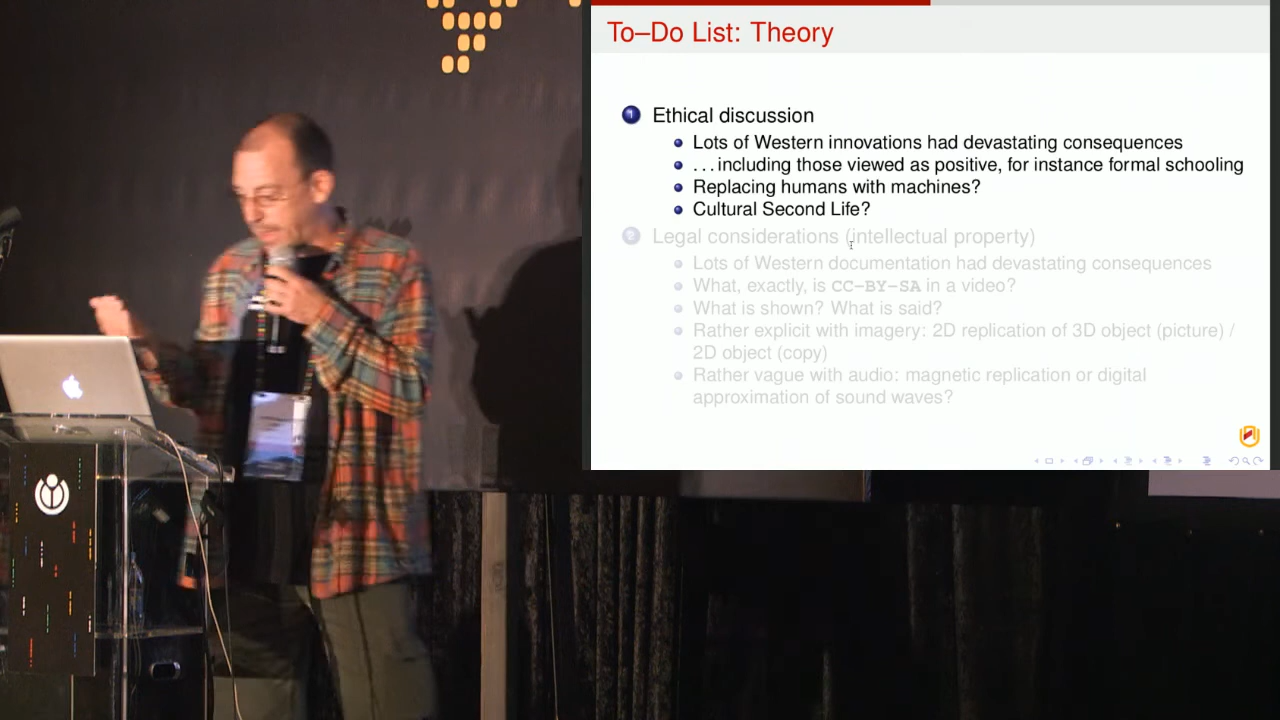 To–Do List: Theory
1 Ethical discussion
Lots of Western innovations had devastating consequences
. . . including those viewed as positive, for instance formal schooling
Replacing humans with machines?
Cultural Second Life?
2 Legal considerations (intellectual property)
Lots of Western documentation had devastating consequences
What, exactly, is CC–BY–SA in a video?
What is shown? What is said?
Rather explicit with imagery: 2D replication of 3D object (picture) /
2D object (copy)
Rather vague with audio: magnetic replication or digital
approximation of sound waves?